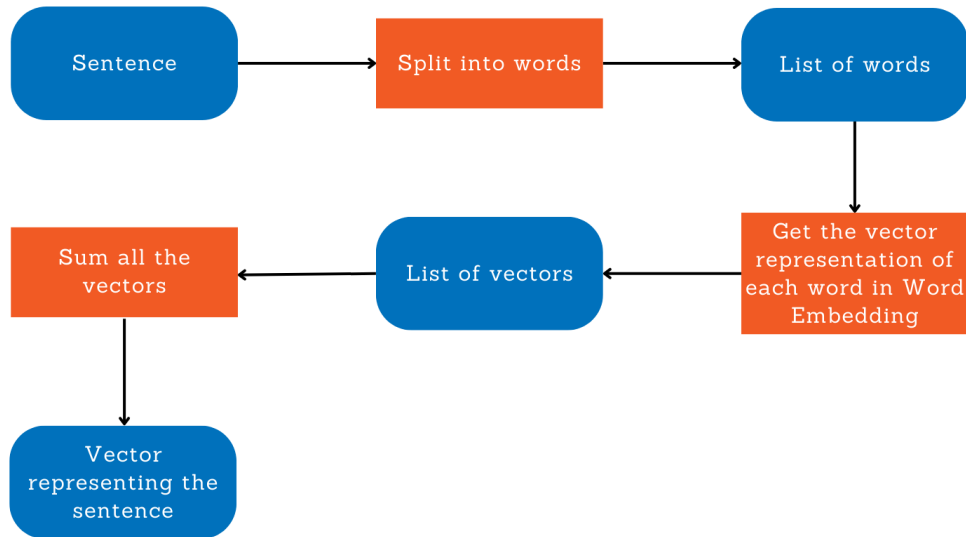 Sentence
Split into words
List of words
Get the vector
representation of
each word in Word
Embedding
List of vectors
Sum all the
vectors
Vector
representing the
sentence